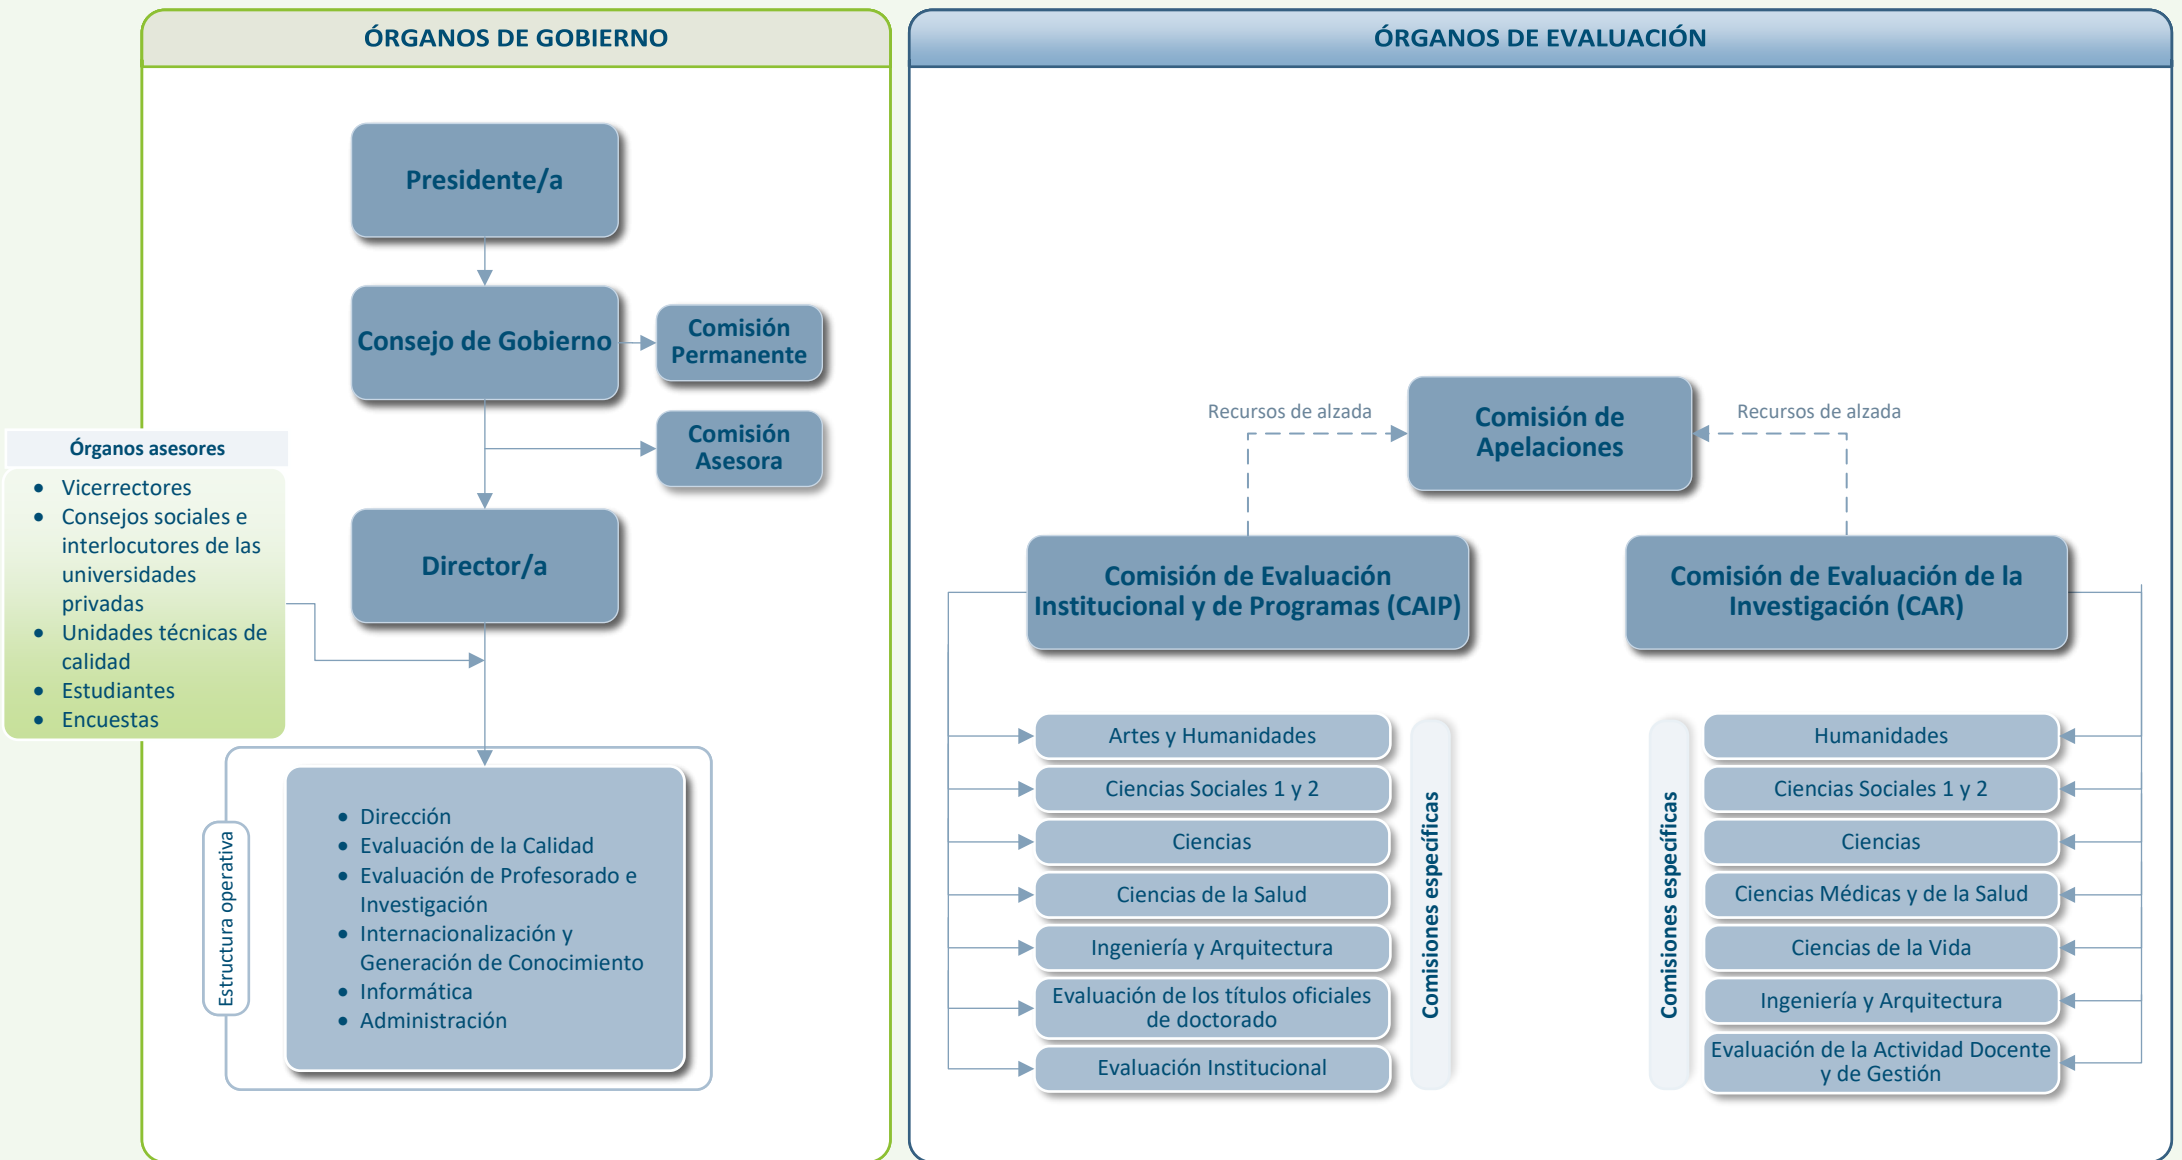 ÓRGANOS DE GOBIERNO
Presidente/a
Consejo de Gobierno
Comisión
Permanente
Comisión
Asesora
Órganos asesores
• Vicerrectores
• Consejos sociales e
interlocutores de las
universidades
privadas
• Unidades técnicas de
calidad
• Estudiantes
• Encuestas
Director/a
Estructura operativa
• Dirección
• Evaluación de la Calidad
• Evaluación de Profesorado e
Investigación
• Internacionalización y
Generación de Conocimiento
• Informática
• Administración
ÓRGANOS DE EVALUACIÓN
Recursos de alzada
Comisión de
Apelaciones
Recursos de alzada
Comisión de Evaluación
Institucional y de Programas (CAIP)
Artes y Humanidades
Ciencias Sociales 1 y 2
Ciencias
Ciencias de la Salud
Ingeniería y Arquitectura
Evaluación de los títulos oficiales
de doctorado
Evaluación Institucional
Comisiones específicas
Comisión de Evaluación de la
Investigación (CAR)
Comisiones específicas
Humanidades
Ciencias Sociales 1 y 2
Ciencias
Ciencias Médicas y de la Salud
Ciencias de la Vida
Ingeniería y Arquitectura
Evaluación de la Actividad Docente
y de Gestión